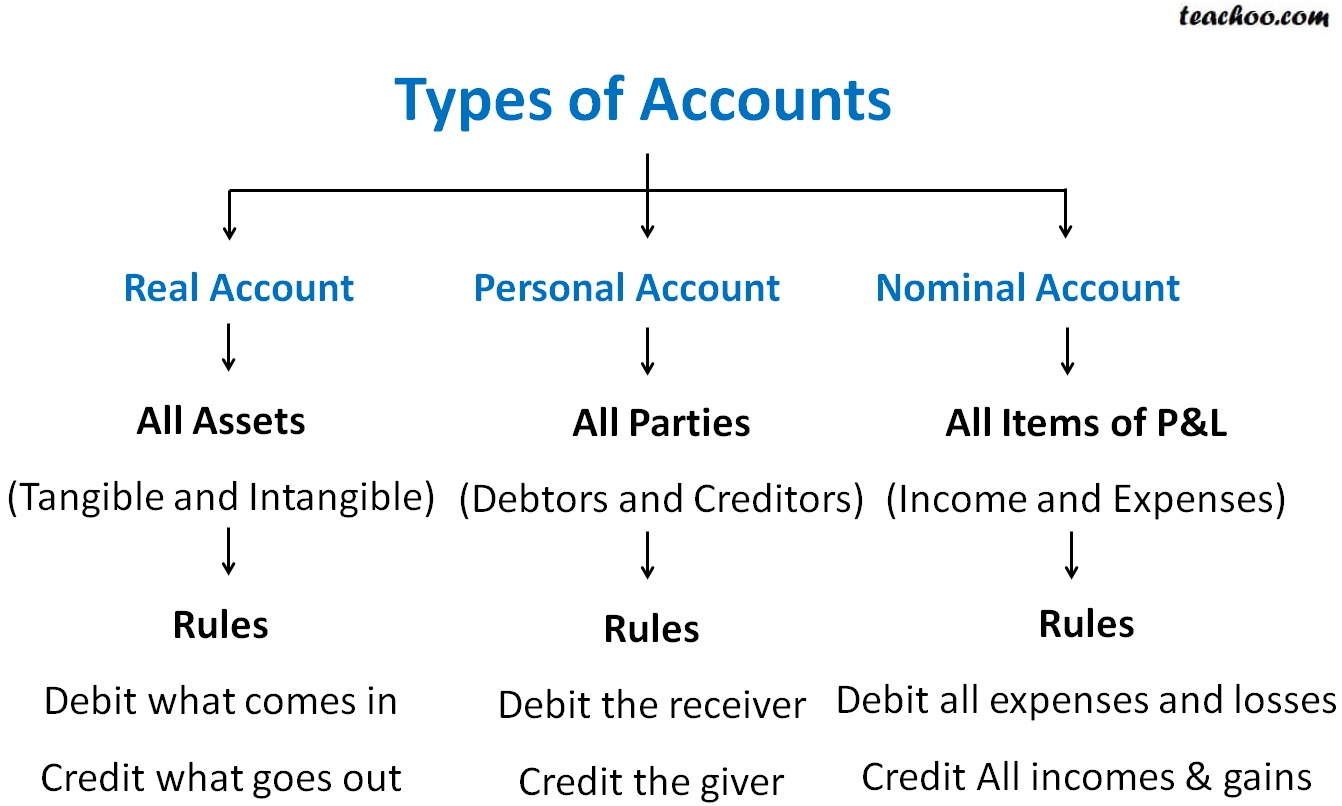 teachoo.com
Types of Accounts
Real Account
Personal Account
Nominal Account
All Assets
All Parties
All Items of P&L
(Tangible and Intangible)
(Debtors and Creditors)
(Income and Expenses)
Rules
Rules
Rules
Debit what comes in
Debit the receiver
Debit all expenses and losses
Credit what goes out
Credit the giver
Credit All incomes & gains